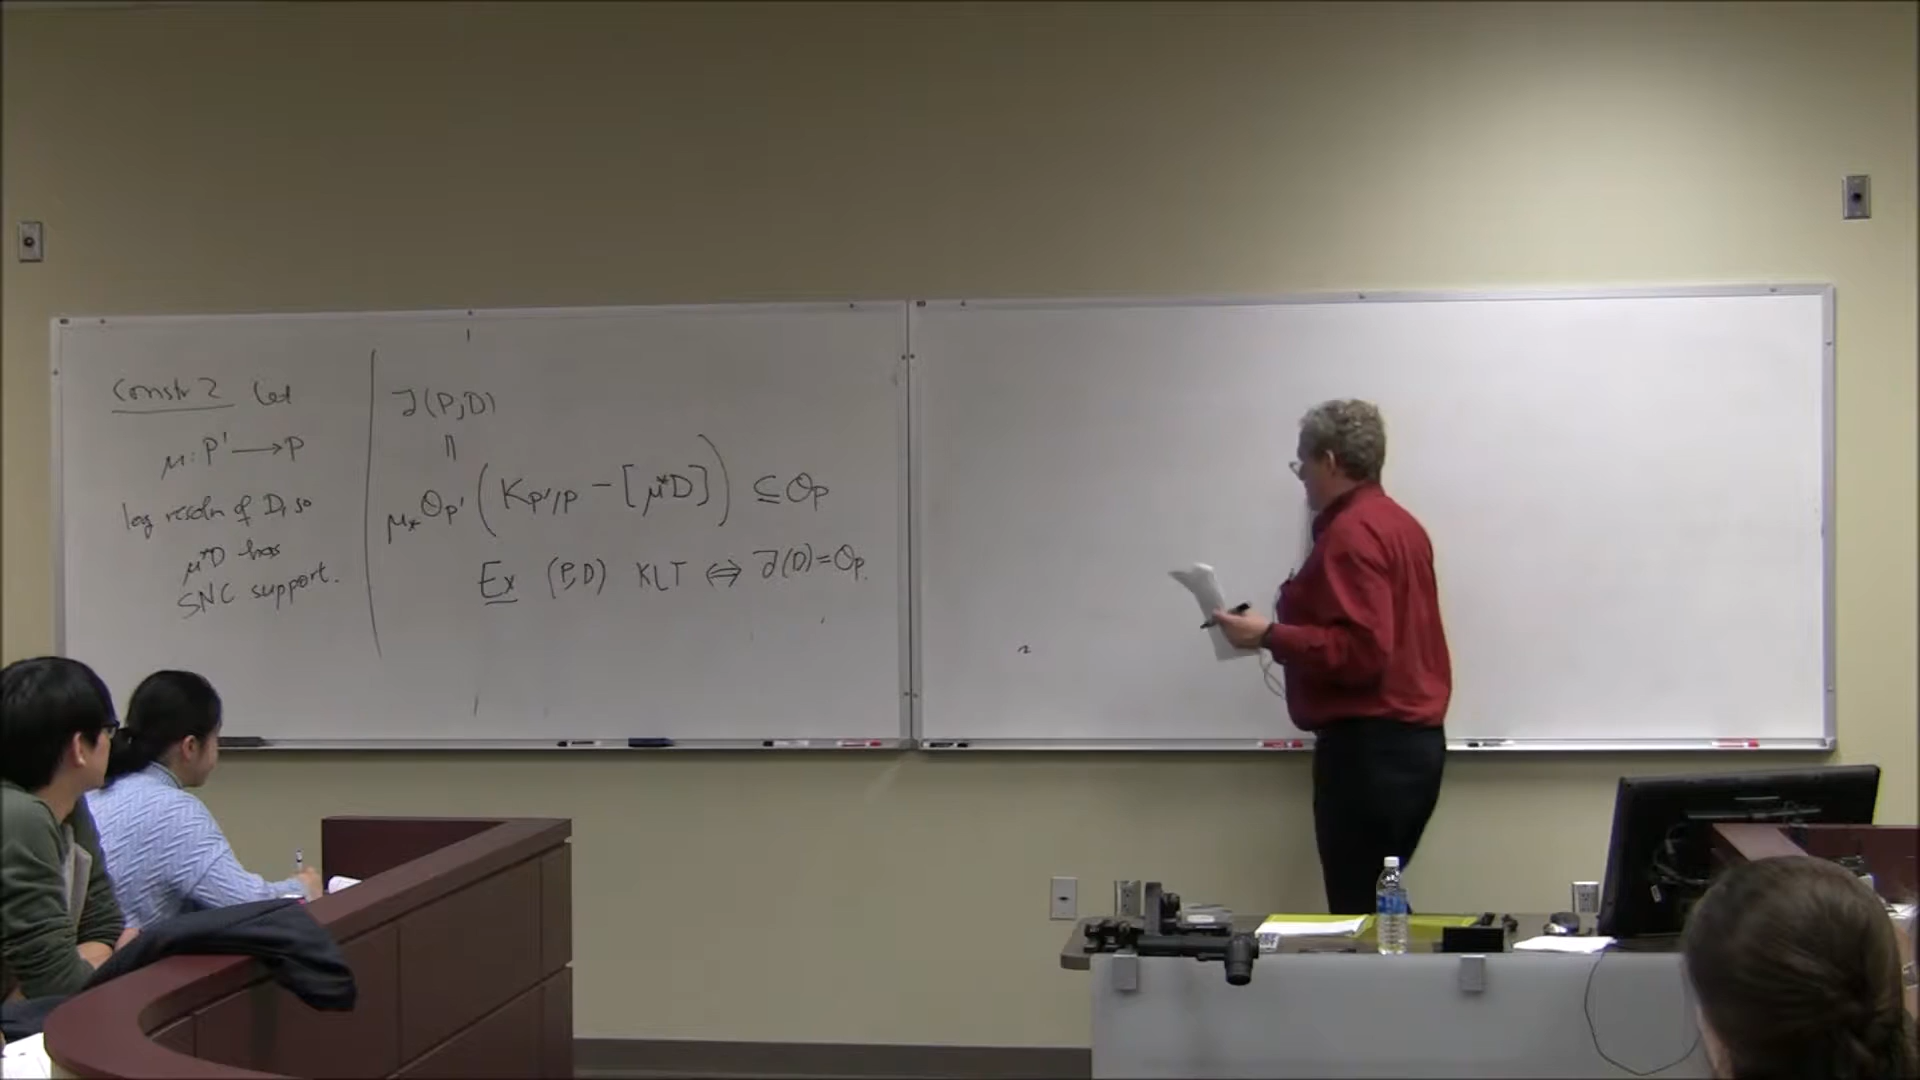 Constr 2 Let
μ: P' → P
log resoln of D, so
μ*D has
SNC support.
J(P,D)
||
μ* O_P' ( K_P'/P - [μ*D] ) ⊆ O_P
Ex (P,D) KLT ⇔ J(D) = O_P.